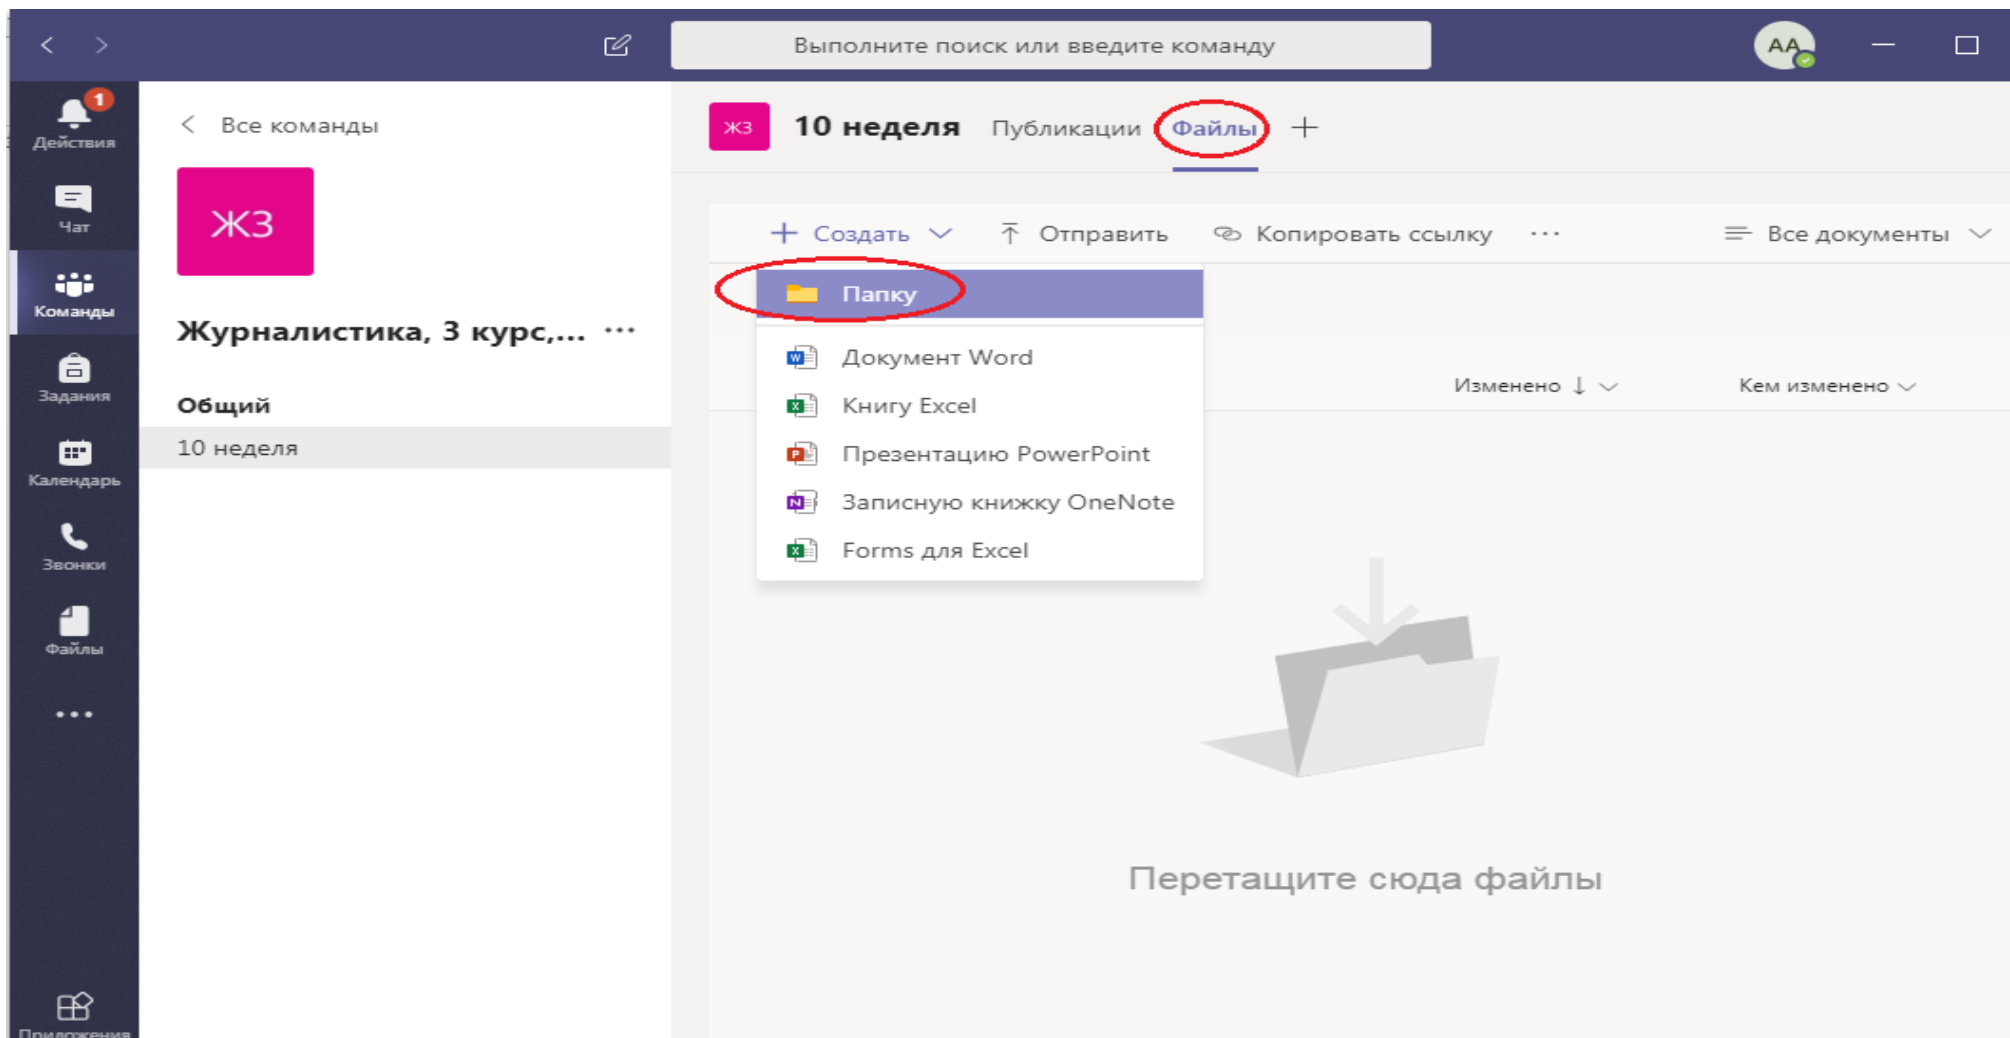 Выполните поиск или введите команду
AA
1
Действия
Чат
Команды
Задания
Календарь
Звонки
Файлы
Приложения
Все команды
ЖЗ
Журналистика, 3 курс,...
Общий
10 неделя
ЖЗ 10 неделя Публикации Файлы
Создать Отправить Копировать ссылку ... Все документы
Папку
Документ Word
Книгу Excel
Презентацию PowerPoint
Записную книжку OneNote
Forms для Excel
Изменено Кем изменено
Перетащите сюда файлы